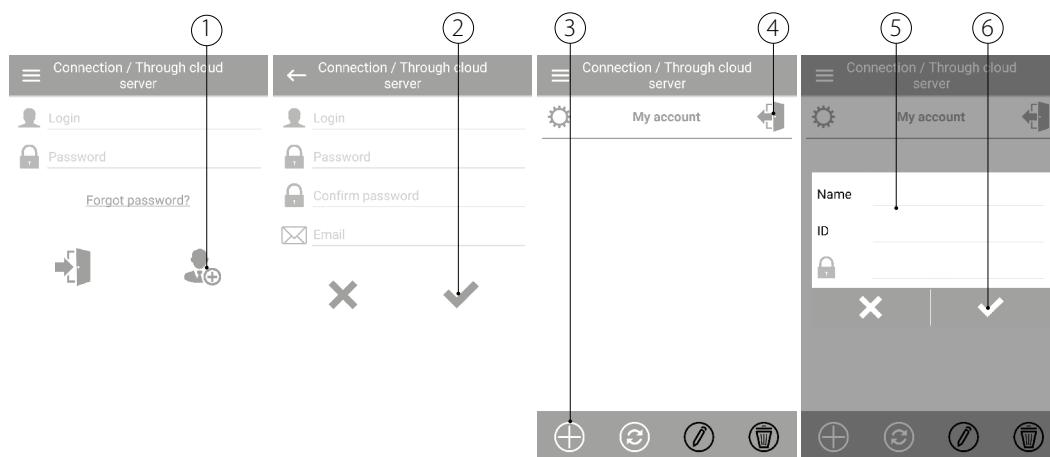 1
2
3
4
5
6
Connection / Through cloud
server
Login
Password
Forgot password?
Connection / Through cloud
server
Login
Password
Confirm password
Email
Connection / Through cloud
server
My account
Connection / Through cloud
server
My account
Name
ID